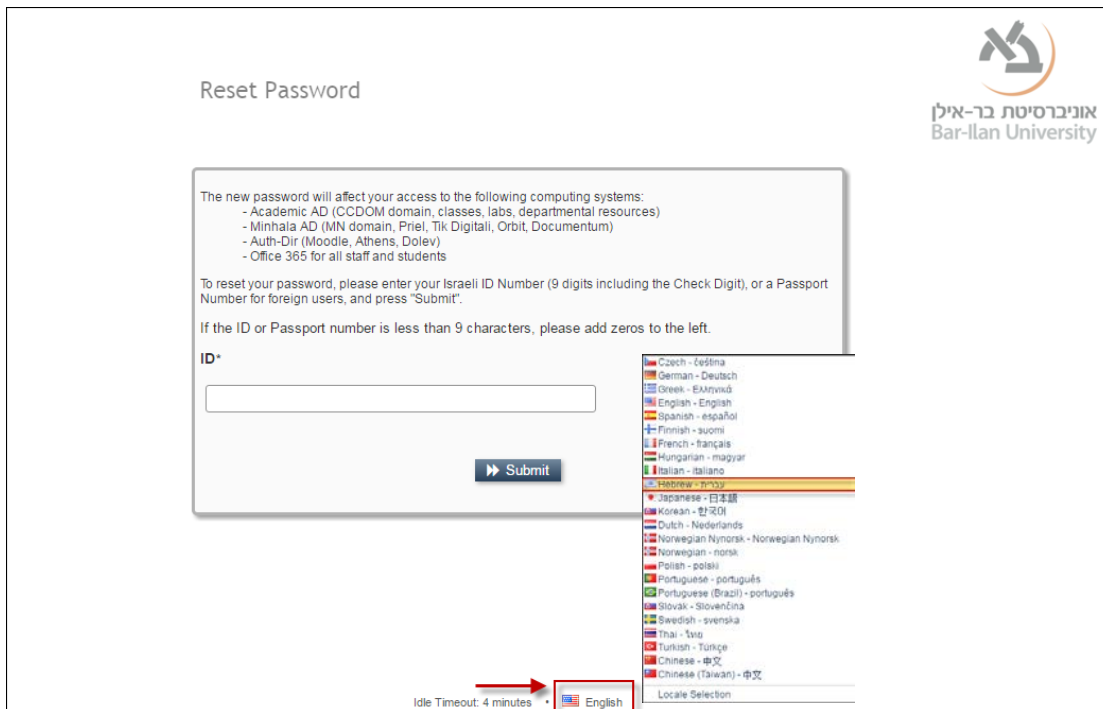 אוניברסיטת בר-אילן
Bar-Ilan University
Reset Password
The new password will affect your access to the following computing systems:
- Academic AD (CCDOM domain, classes, labs, departmental resources)
- Minhala AD (MN domain, Priel, Tik Digitali, Orbit, Documentum)
- Auth-Dir (Moodle, Athens, Dolev)
- Office 365 for all staff and students
To reset your password, please enter your Israeli ID Number (9 digits including the Check Digit), or a Passport
Number for foreign users, and press "Submit".
If the ID or Passport number is less than 9 characters, please add zeros to the left.
ID*
Submit
Czech - čeština
German - Deutsch
Greek - Ελληνικά
English - English
Spanish - español
Finnish - suomi
French - français
Hungarian - magyar
Italian - italiano
Hebrew - עברית
Japanese - 日本語
Korean - 한국어
Dutch - Nederlands
Norwegian Nynorsk - Norwegian Nynorsk
Norwegian - norsk
Polish - polski
Portuguese - português
Portuguese (Brazil) - português
Slovak - Slovenčina
Swedish - svenska
Thai - ไทย
Turkish - Türkçe
Chinese - 中文
Chinese (Taiwan) - 中文
Locale Selection
Idle Timeout: 4 minutes • English